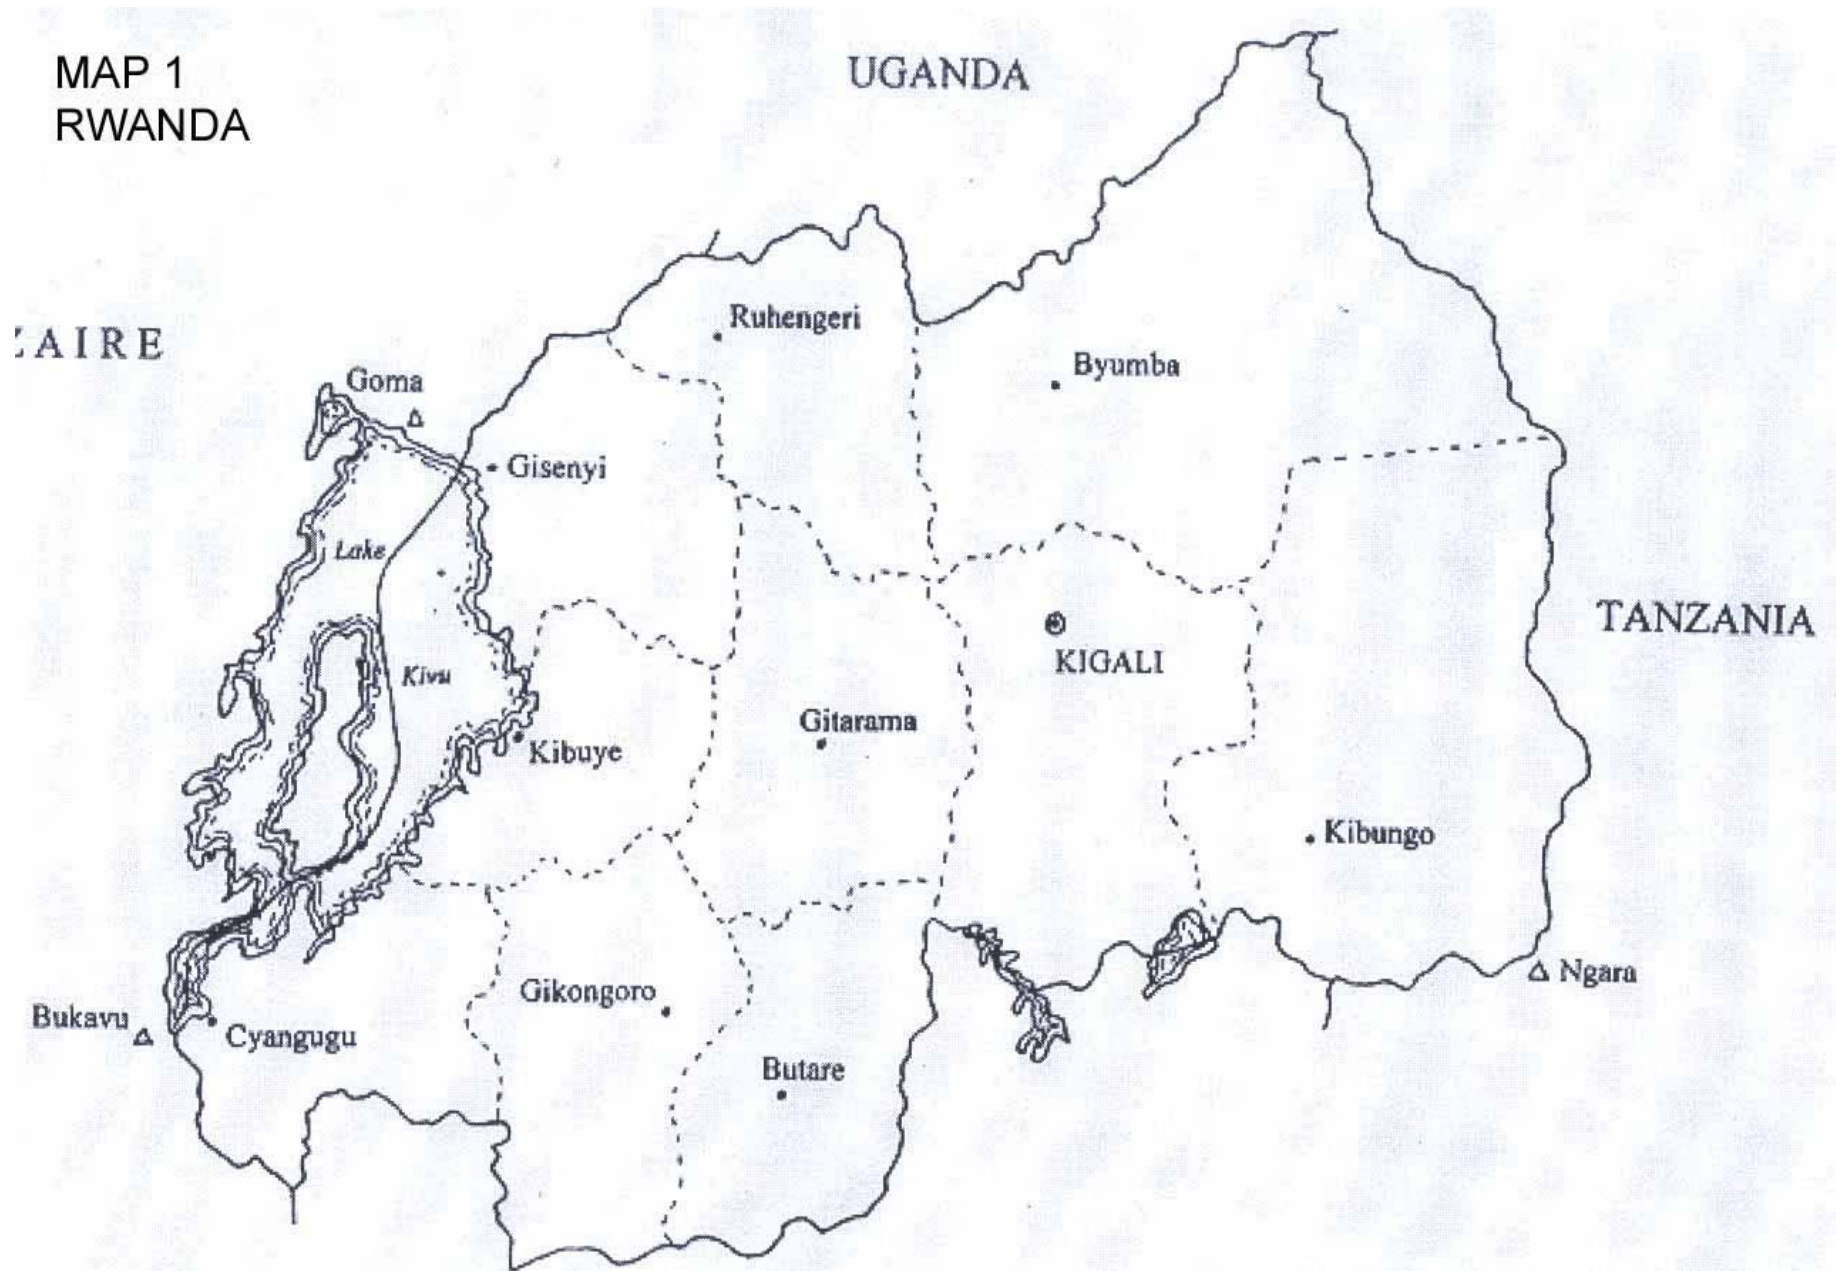 MAP 1
RWANDA
UGANDA
Ruhengeri
ZAIRE
Byumba
Goma
Gisenyi
Lake
TANZANIA
KIGALI
Kivu
Gitarama
Kibuye
Kibungo
Ngara
Gikongoro
Bukavu
Cyangugu
Butare